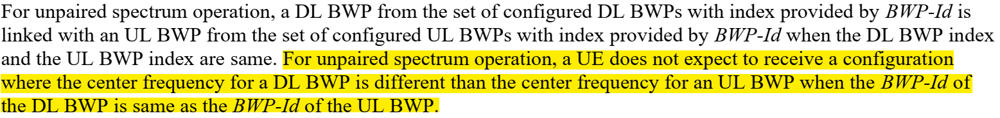 For unpaired spectrum operation, a DL BWP from the set of configured DL BWPs with index provided by BWP-Id is
linked with an UL BWP from the set of configured UL BWPs with index provided by BWP-Id when the DL BWP index
and the UL BWP index are same. For unpaired spectrum operation, a UE does not expect to receive a configuration
where the center frequency for a DL BWP is different than the center frequency for an UL BWP when the BWP-Id of
the DL BWP is same as the BWP-Id of the UL BWP.